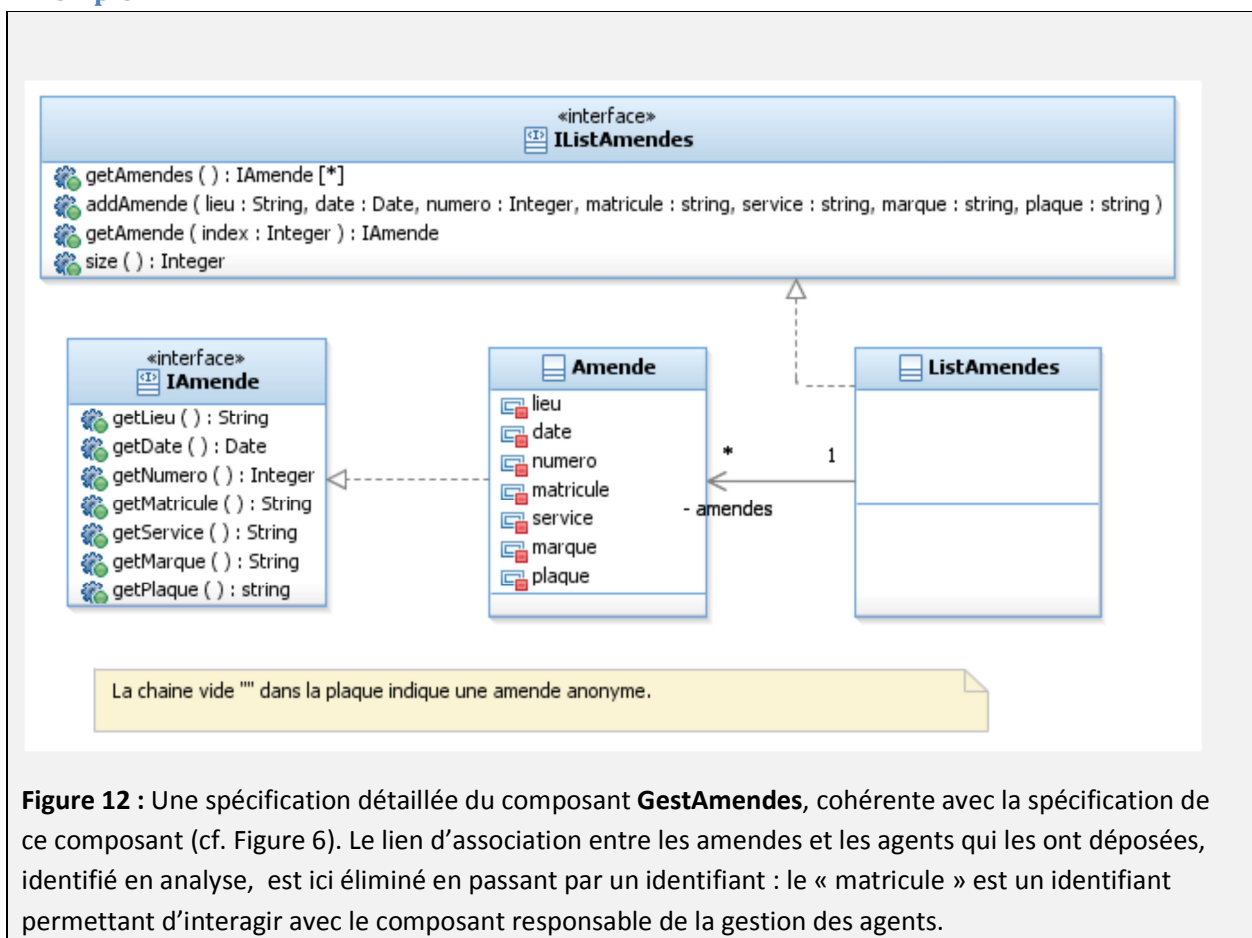 «interface»
IListAmendes
getAmendes ( ) : IAmende [*]
addAmende ( lieu : String, date : Date, numero : Integer, matricule : string, service : string, marque : string, plaque : string )
getAmende ( index : Integer ) : IAmende
size ( ) : Integer
«interface»
IAmende
getLieu ( ) : String
getDate ( ) : Date
getNumero ( ) : Integer
getMatricule ( ) : String
getService ( ) : String
getMarque ( ) : String
getPlaque ( ) : string
Amende
lieu
date
numero
matricule
service
marque
plaque
*
1
- amendes
ListAmendes
La chaine vide "" dans la plaque indique une amende anonyme.
Figure 12 : Une spécification détaillée du composant GestAmendes, cohérente avec la spécification de
ce composant (cf. Figure 6). Le lien d’association entre les amendes et les agents qui les ont déposées,
identifié en analyse, est ici éliminé en passant par un identifiant : le « matricule » est un identifiant
permettant d’interagir avec le composant responsable de la gestion des agents.